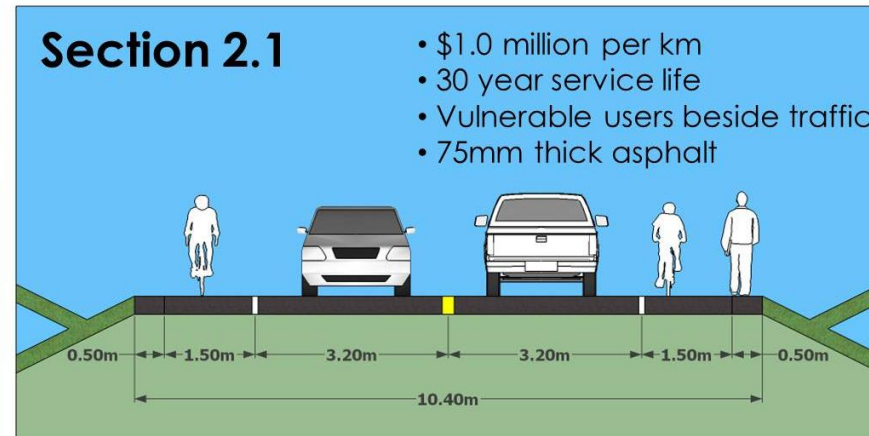 Section 2.1
• $1.0 million per km
• 30 year service life
• Vulnerable users beside traffic
• 75mm thick asphalt
0.50m 1.50m 3.20m 3.20m 1.50m 0.50m
10.40m